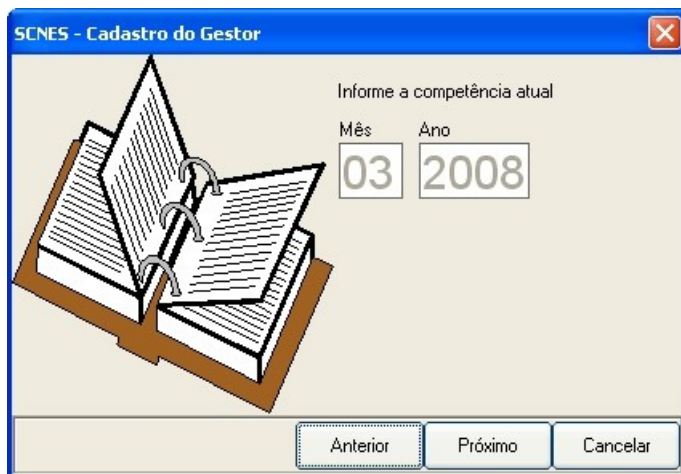 SCNES - Cadastro do Gestor
Informe a competência atual
Mês Ano
03 2008
Anterior Próximo Cancelar